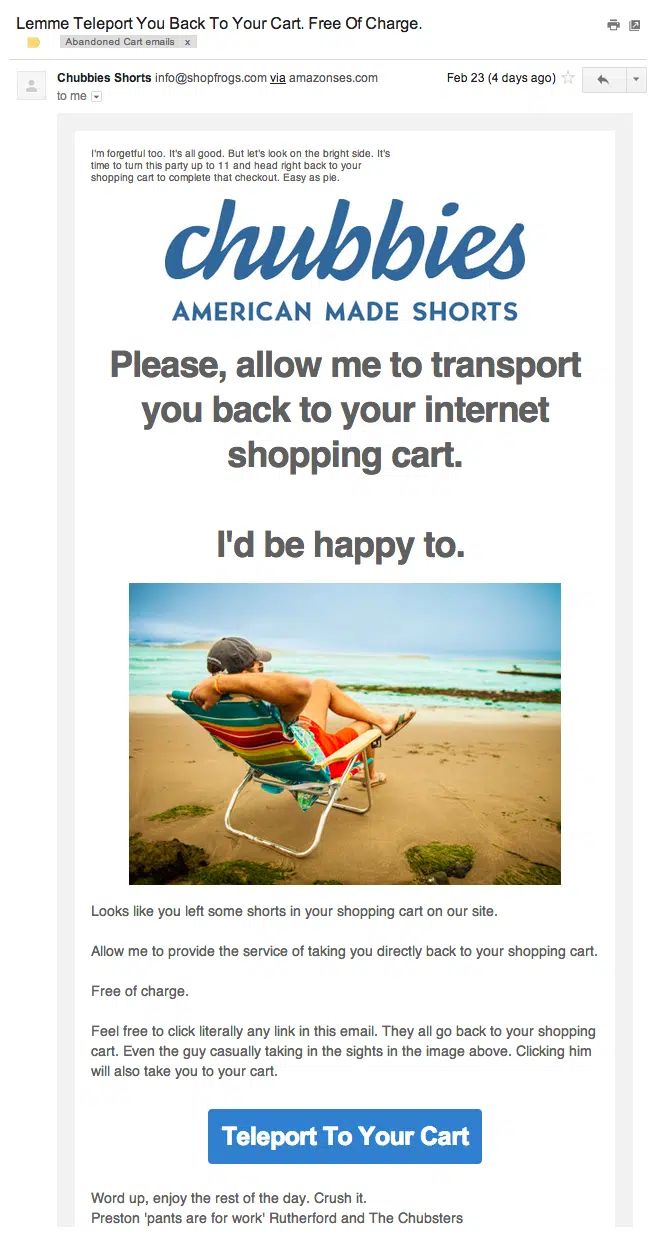 Lemme Teleport You Back To Your Cart. Free Of Charge.
Abandoned Cart emails x
Chubbies Shorts info@shopfrogs.com via amazonses.com Feb 23 (4 days ago)
to me
I'm forgetful too. It's all good. But let's look on the bright side. It's
time to turn this party up to 11 and head right back to your
shopping cart to complete that checkout. Easy as pie.
chubbies
AMERICAN MADE SHORTS
Please, allow me to transport
you back to your internet
shopping cart.
I'd be happy to.
Looks like you left some shorts in your shopping cart on our site.
Allow me to provide the service of taking you directly back to your shopping cart.
Free of charge.
Feel free to click literally any link in this email. They all go back to your shopping
cart. Even the guy casually taking in the sights in the image above. Clicking him
will also take you to your cart.
Teleport To Your Cart
Word up, enjoy the rest of the day. Crush it.
Preston 'pants are for work' Rutherford and The Chubsters